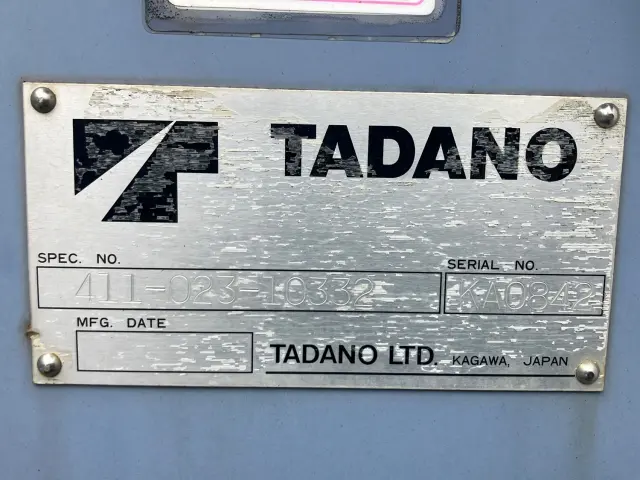 TADANO
SPEC. NO.
411-023-10332
SERIAL NO.
KA0842
MFG. DATE
TADANO LTD. KAGAWA, JAPAN